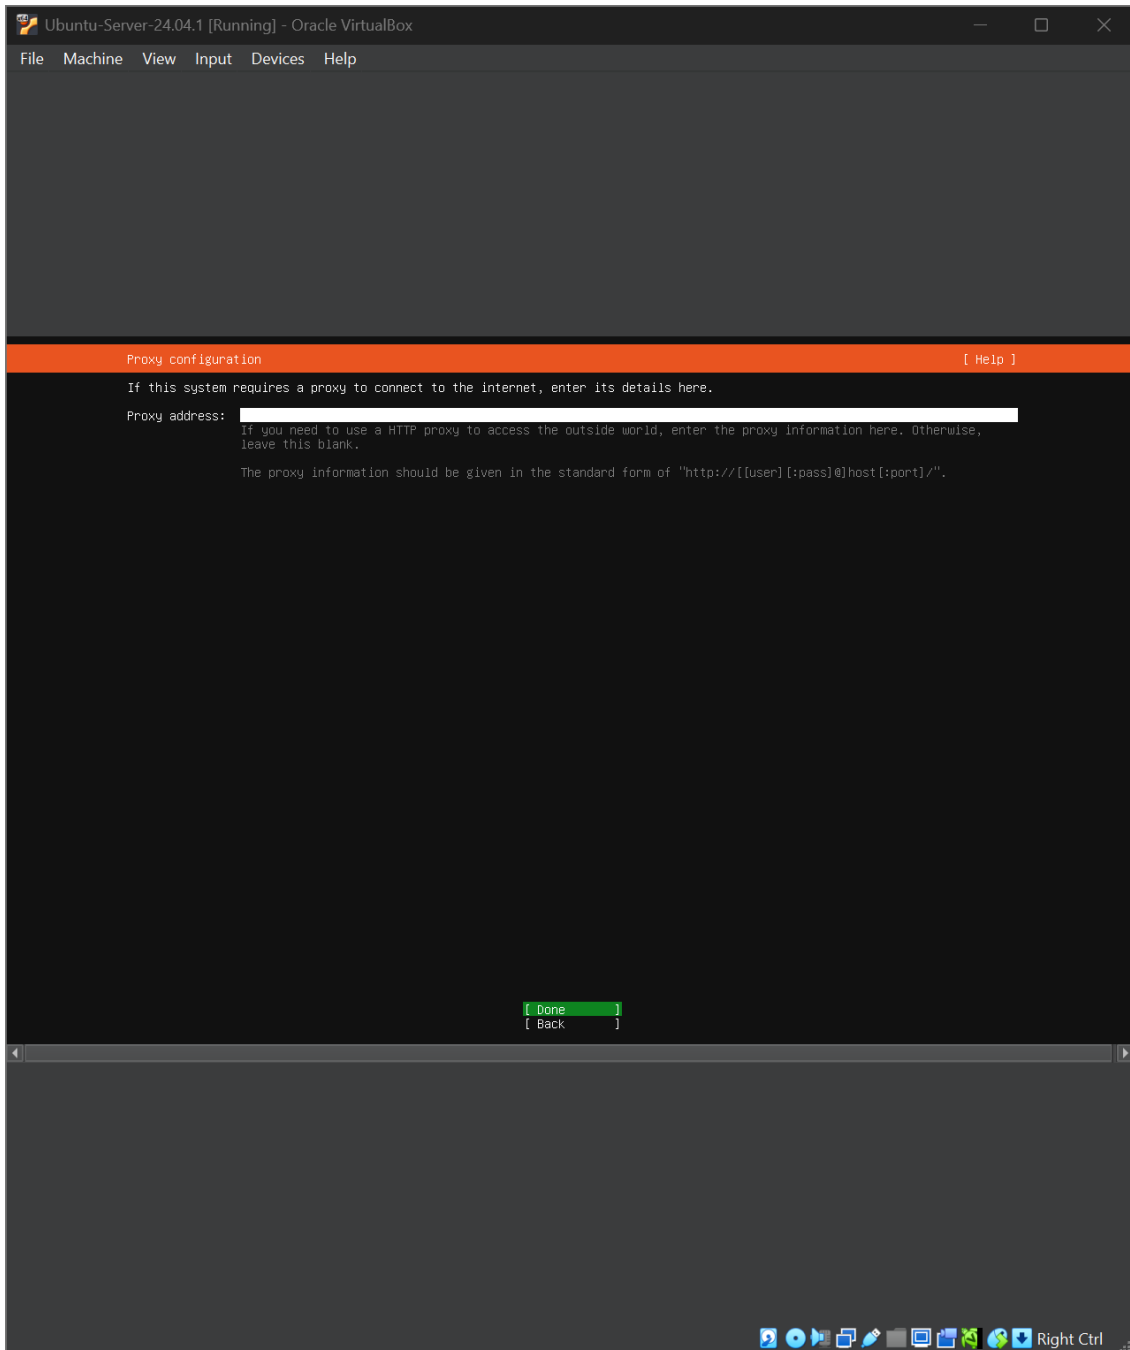 Ubuntu-Server-24.04.1 [Running] - Oracle VirtualBox
File Machine View Input Devices Help
Proxy configuration [ Help ]
If this system requires a proxy to connect to the internet, enter its details here.
Proxy address:
If you need to use a HTTP proxy to access the outside world, enter the proxy information here. Otherwise,
leave this blank.
The proxy information should be given in the standard form of "http://[[user][:pass]@]host[:port]/".
[ Done ]
[ Back ]
Right Ctrl